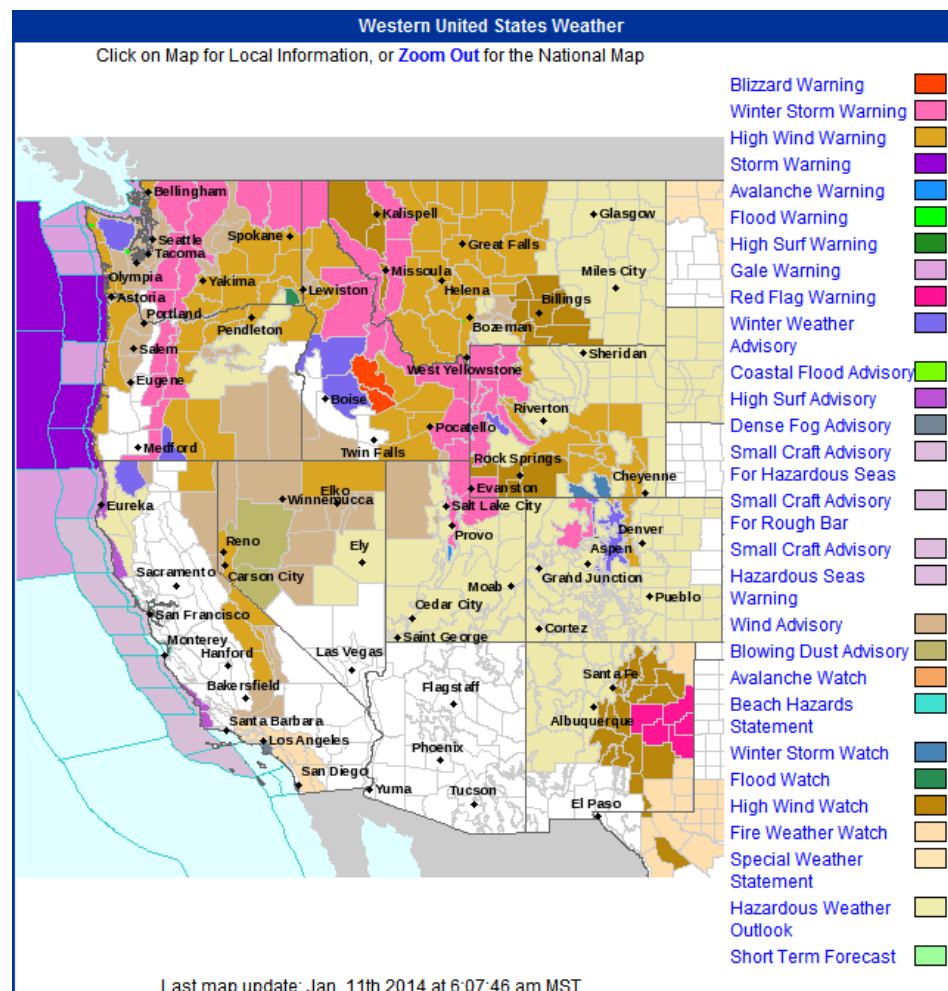 Western United States Weather
Click on Map for Local Information, or Zoom Out for the National Map
Blizzard Warning
Winter Storm Warning
High Wind Warning
Storm Warning
Avalanche Warning
Flood Warning
High Surf Warning
Gale Warning
Red Flag Warning
Winter Weather
Advisory
Coastal Flood Advisory
High Surf Advisory
Dense Fog Advisory
Small Craft Advisory
For Hazardous Seas
Small Craft Advisory
For Rough Bar
Small Craft Advisory
Hazardous Seas
Warning
Wind Advisory
Blowing Dust Advisory
Avalanche Watch
Beach Hazards
Statement
Winter Storm Watch
Flood Watch
High Wind Watch
Fire Weather Watch
Special Weather
Statement
Hazardous Weather
Outlook
Short Term Forecast
Bellingham
Kalispell
Glasgow
Seattle
Spokane
Great Falls
Tacoma
Olympia
Missoula
Miles City
Yakima
Helena
Lewiston
Astoria
Billings
Portland
Pendleton
Bozeman
Salem
Sheridan
West Yellowstone
Eugene
Boise
Riverton
Pocatello
Medford
Twin Falls
Rock Springs
Cheyenne
Elko
Evanston
Winnemucca
Eureka
Salt Lake City
Provo
Denver
Reno
Ely
Aspen
Sacramento
Carson City
Grand Junction
Moab
Pueblo
San Francisco
Cedar City
Cortez
Monterey
Saint George
Hanford
Las Vegas
Santa Fe
Bakersfield
Flagstaff
Albuquerque
Santa Barbara
Los Angeles
Phoenix
San Diego
Yuma
Tucson
El Paso
Last map update: Jan. 11th 2014 at 6:07:46 am MST